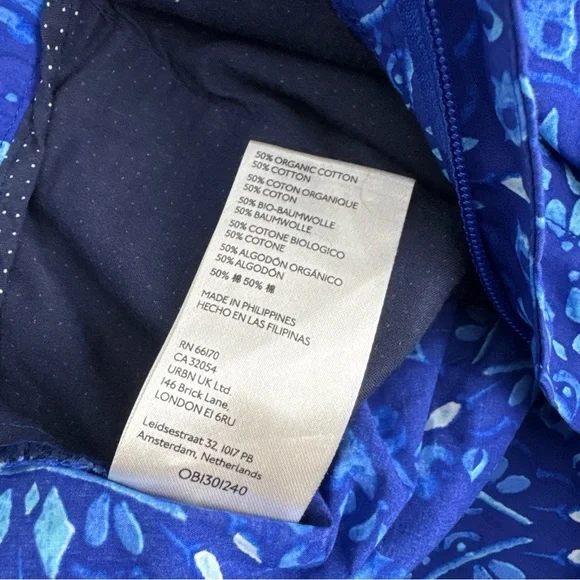 50% ORGANIC COTTON
50% COTTON
50% COTON ORGANIQUE
50% COTON
50% BIO-BAUMWOLLE
50% BAUMWOLLE
50% COTONE BIOLOGICO
50% COTONE
50% ALGODÓN ORGÁNICO
50% ALGODÓN
50% 棉 50% 棉
MADE IN PHILIPPINES
HECHO EN LAS FILIPINAS
RN 66170
CA 32054
URBN UK Ltd
146 Brick Lane,
LONDON E1 6RU
Leidsestraat 32, 1017 PB
Amsterdam, Netherlands
OB1301240